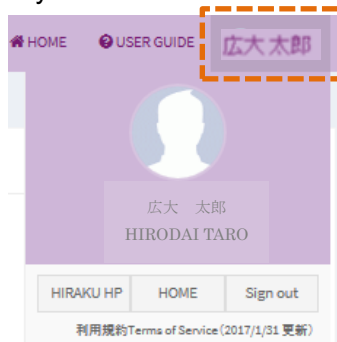 HOME USER GUIDE 広大 太郎
広大 太郎
HIRODAI TARO
HIRAKU HP HOME Sign out
利用規約Terms of Service（2017/1/31 更新）